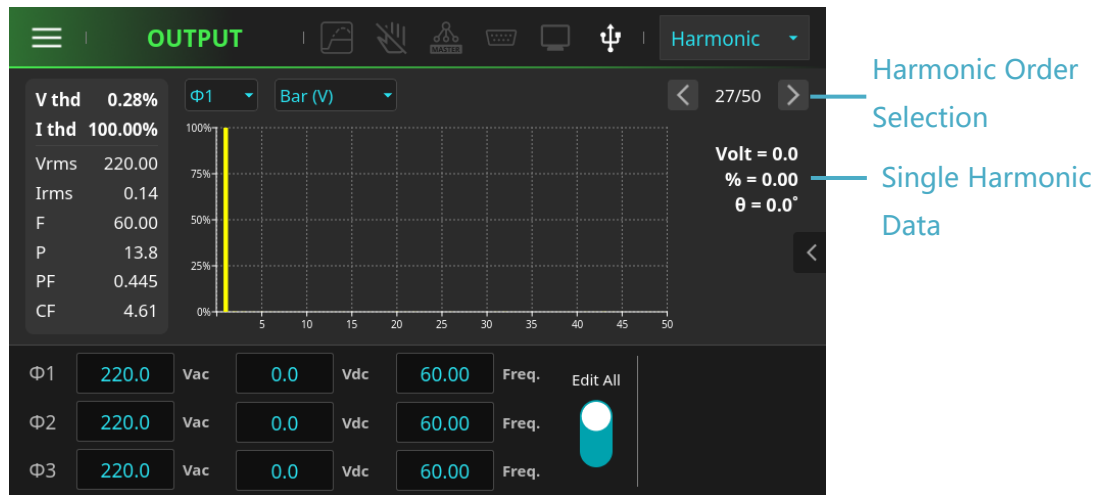 OUTPUT
MASTER
Harmonic
Harmonic Order
Selection
V thd 0.28%
I thd 100.00%
Vrms 220.00
Irms 0.14
F 60.00
P 13.8
PF 0.445
CF 4.61
Φ1
Bar (V)
27/50
100%
75%
50%
25%
0%
5 10 15 20 25 30 35 40 45 50
Volt = 0.0
% = 0.00
θ = 0.0°
Single Harmonic
Data
Φ1 220.0 Vac 0.0 Vdc 60.00 Freq.
Edit All
Φ2 220.0 Vac 0.0 Vdc 60.00 Freq.
Φ3 220.0 Vac 0.0 Vdc 60.00 Freq.